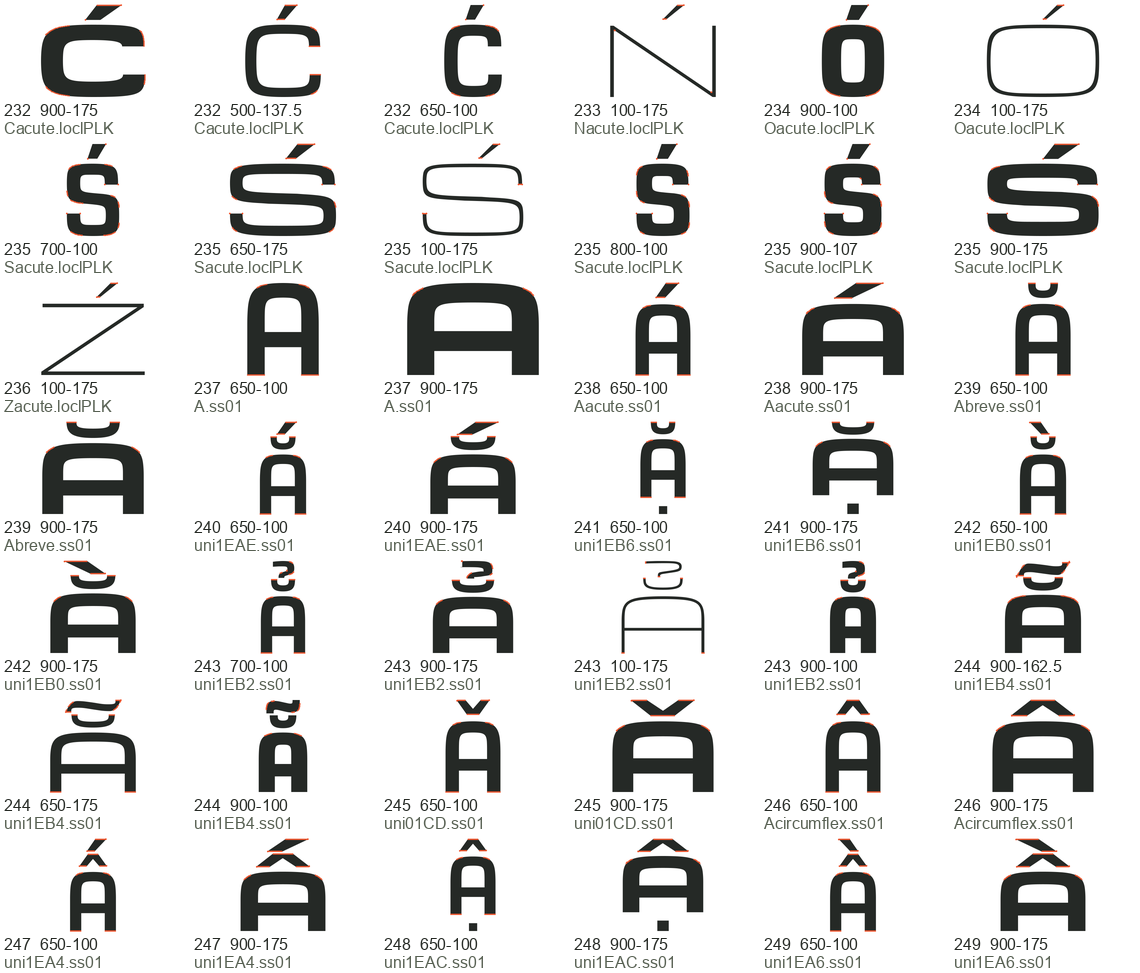 Ć Ć Ć Ń Ó Ó
232 900-175 232 500-137.5 232 650-100 233 100-175 234 900-100 234 100-175
Cacute.loclPLK Cacute.loclPLK Cacute.loclPLK Nacute.loclPLK Oacute.loclPLK Oacute.loclPLK
Ś Ś Ś Ś Ś Ś
235 700-100 235 650-175 235 100-175 235 800-100 235 900-107 235 900-175
Sacute.loclPLK Sacute.loclPLK Sacute.loclPLK Sacute.loclPLK Sacute.loclPLK Sacute.loclPLK
Ź A A Á Á Ă
236 100-175 237 650-100 237 900-175 238 650-100 238 900-175 239 650-100
Zacute.loclPLK A.ss01 A.ss01 Aacute.ss01 Aacute.ss01 Abreve.ss01
Ă Ắ Ắ Ặ Ặ Ằ
239 900-175 240 650-100 240 900-175 241 650-100 241 900-175 242 650-100
Abreve.ss01 uni1EAE.ss01 uni1EAE.ss01 uni1EB6.ss01 uni1EB6.ss01 uni1EB0.ss01
Ằ Ẳ Ẳ Ẳ Ẳ Ẵ
242 900-175 243 700-100 243 900-175 243 100-175 243 900-100 244 900-162.5
uni1EB0.ss01 uni1EB2.ss01 uni1EB2.ss01 uni1EB2.ss01 uni1EB2.ss01 uni1EB4.ss01
Ẵ Ẵ Ǎ Ǎ Â Â
244 650-175 244 900-100 245 650-100 245 900-175 246 650-100 246 900-175
uni1EB4.ss01 uni1EB4.ss01 uni01CD.ss01 uni01CD.ss01 Acircumflex.ss01 Acircumflex.ss01
Ấ Ấ Ậ Ậ Ầ Ầ
247 650-100 247 900-175 248 650-100 248 900-175 249 650-100 249 900-175
uni1EA4.ss01 uni1EA4.ss01 uni1EAC.ss01 uni1EAC.ss01 uni1EA6.ss01 uni1EA6.ss01